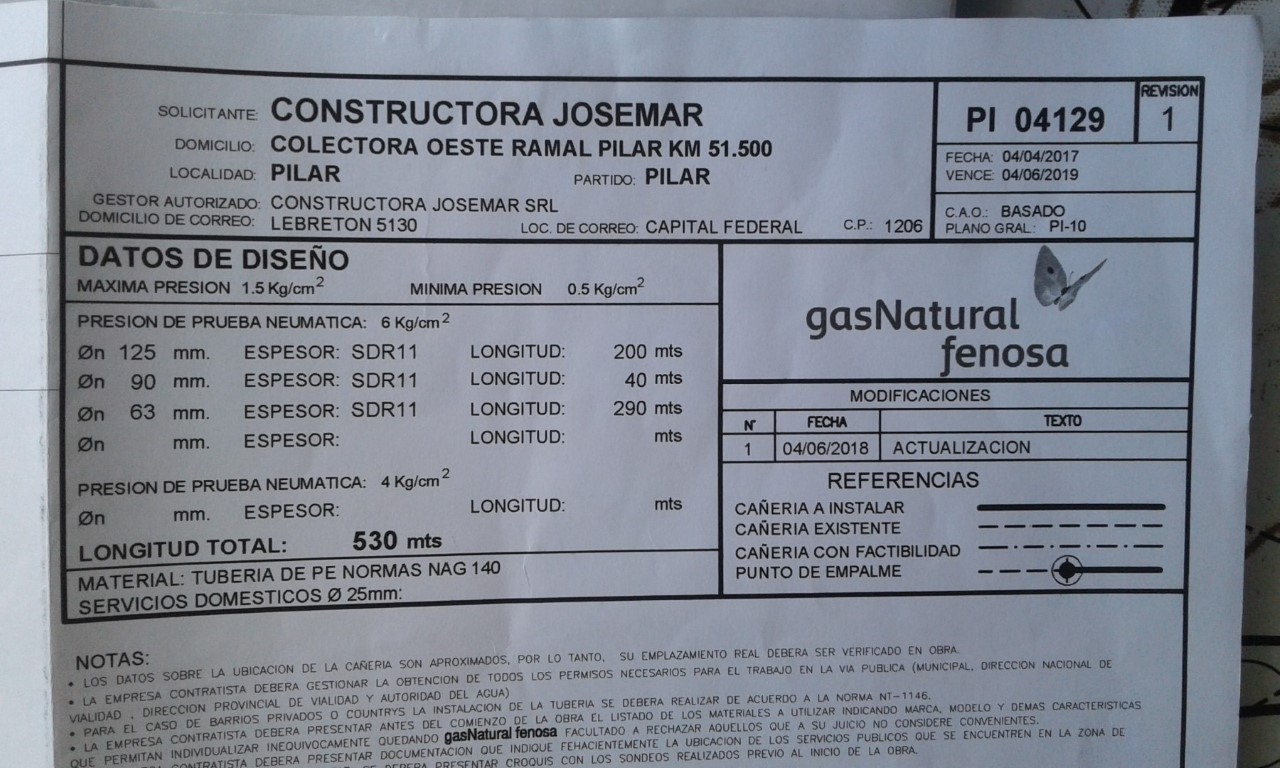 SOLICITANTE: CONSTRUCTORA JOSEMAR
DOMICILIO: COLECTORA OESTE RAMAL PILAR KM 51.500
LOCALIDAD: PILAR PARTIDO: PILAR
GESTOR AUTORIZADO: CONSTRUCTORA JOSEMAR SRL
DOMICILIO DE CORREO: LEBRETON 5130 LOC. DE CORREO: CAPITAL FEDERAL C.P.: 1206
PI 04129
REVISION
1
FECHA: 04/04/2017
VENCE: 04/06/2019
C.A.O.: BASADO
PLANO GRAL: PI-10
DATOS DE DISEÑO
MAXIMA PRESION 1.5 Kg/cm² MINIMA PRESION 0.5 Kg/cm²
PRESION DE PRUEBA NEUMATICA: 6 Kg/cm²
Øn 125 mm. ESPESOR: SDR11 LONGITUD: 200 mts
Øn 90 mm. ESPESOR: SDR11 LONGITUD: 40 mts
Øn 63 mm. ESPESOR: SDR11 LONGITUD: 290 mts
Øn mm. ESPESOR: LONGITUD: mts
PRESION DE PRUEBA NEUMATICA: 4 Kg/cm²
Øn mm. ESPESOR: LONGITUD: mts
LONGITUD TOTAL: 530 mts
MATERIAL: TUBERIA DE PE NORMAS NAG 140
SERVICIOS DOMESTICOS Ø 25mm:
gasNatural
fenosa
MODIFICACIONES
N° FECHA TEXTO
1 04/06/2018 ACTUALIZACION
REFERENCIAS
CAÑERIA A INSTALAR
CAÑERIA EXISTENTE
CAÑERIA CON FACTIBILIDAD
PUNTO DE EMPALME
NOTAS:
• LOS DATOS SOBRE LA UBICACION DE LA CAÑERIA SON APROXIMADOS, POR LO TANTO, SU EMPLAZAMIENTO REAL DEBERA SER VERIFICADO EN OBRA.
• LA EMPRESA CONTRATISTA DEBERA GESTIONAR LA OBTENCION DE TODOS LOS PERMISOS NECESARIOS PARA EL TRABAJO EN LA VIA PUBLICA (MUNICIPAL, DIRECCION NACIONAL DE
VIALIDAD , DIRECCION PROVINCIAL DE VIALIDAD Y AUTORIDAD DEL AGUA)
• PARA EL CASO DE BARRIOS PRIVADOS O COUNTRYS LA INSTALACION DE LA TUBERIA SE DEBERA REALIZAR DE ACUERDO A LA NORMA NT-1146.
• LA EMPRESA CONTRATISTA DEBERA PRESENTAR ANTES DEL COMIENZO DE LA OBRA EL LISTADO DE LOS MATERIALES A UTILIZAR INDICANDO MARCA, MODELO Y DEMAS CARACTERISTICAS
QUE PERMITAN INDIVIDUALIZAR INEQUIVOCAMENTE QUEDANDO gasNatural fenosa FACULTADO A RECHAZAR AQUELLOS QUE A SU JUICIO NO CONSIDERE CONVENIENTES.
CONTRATISTA DEBERA PRESENTAR DOCUMENTACION QUE INDIQUE FEHACIENTEMENTE LA UBICACION DE LOS SERVICIOS PUBLICOS QUE SE ENCUENTREN EN LA ZONA DE
DEBERA PRESENTAR CROQUIS CON LOS SONDEOS REALIZADOS PREVIO AL INICIO DE LA OBRA.